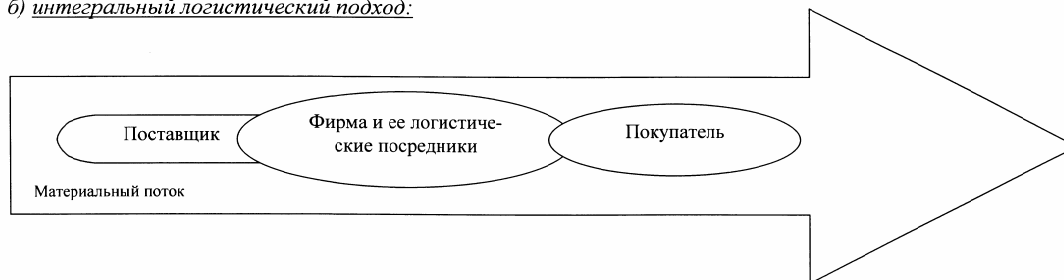 б) интегральный логистический подход:
Поставщик
Фирма и ее логистиче-
ские посредники
Покупатель
Материальный поток